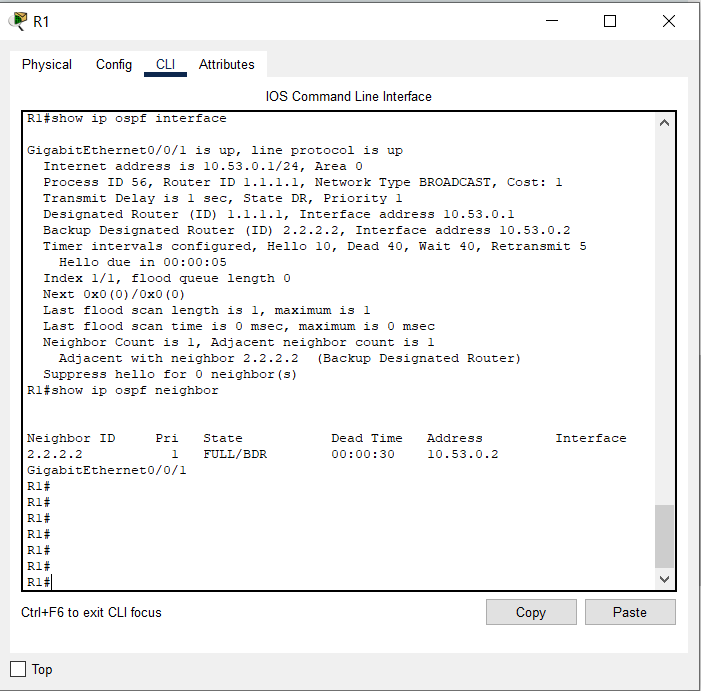 R1
Physical Config CLI Attributes
IOS Command Line Interface
R1#show ip ospf interface
GigabitEthernet0/0/1 is up, line protocol is up
Internet address is 10.53.0.1/24, Area 0
Process ID 56, Router ID 1.1.1.1, Network Type BROADCAST, Cost: 1
Transmit Delay is 1 sec, State DR, Priority 1
Designated Router (ID) 1.1.1.1, Interface address 10.53.0.1
Backup Designated Router (ID) 2.2.2.2, Interface address 10.53.0.2
Timer intervals configured, Hello 10, Dead 40, Wait 40, Retransmit 5
Hello due in 00:00:05
Index 1/1, flood queue length 0
Next 0x0(0)/0x0(0)
Last flood scan length is 1, maximum is 1
Last flood scan time is 0 msec, maximum is 0 msec
Neighbor Count is 1, Adjacent neighbor count is 1
Adjacent with neighbor 2.2.2.2  (Backup Designated Router)
Suppress hello for 0 neighbor(s)
R1#show ip ospf neighbor
Neighbor ID     Pri   State           Dead Time   Address         Interface
2.2.2.2           1   FULL/BDR        00:00:30    10.53.0.2
GigabitEthernet0/0/1
R1#
R1#
R1#
R1#
R1#
R1#
R1#
Ctrl+F6 to exit CLI focus
Copy Paste
Top